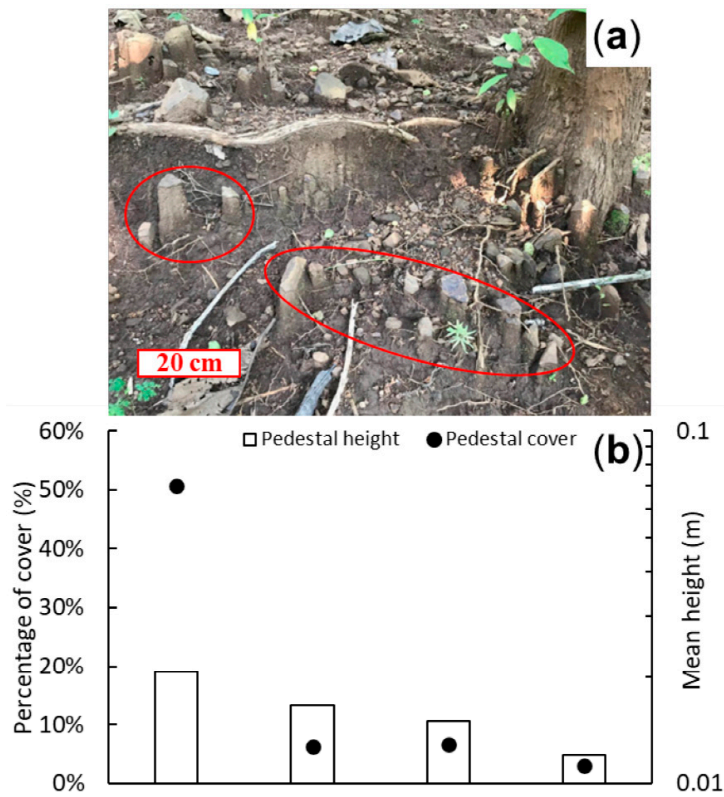 (a)
20 cm
Pedestal height
Pedestal cover
(b)
Percentage of cover (%)
60%
50%
40%
30%
20%
10%
0%
0.1
0.01
Mean height (m)